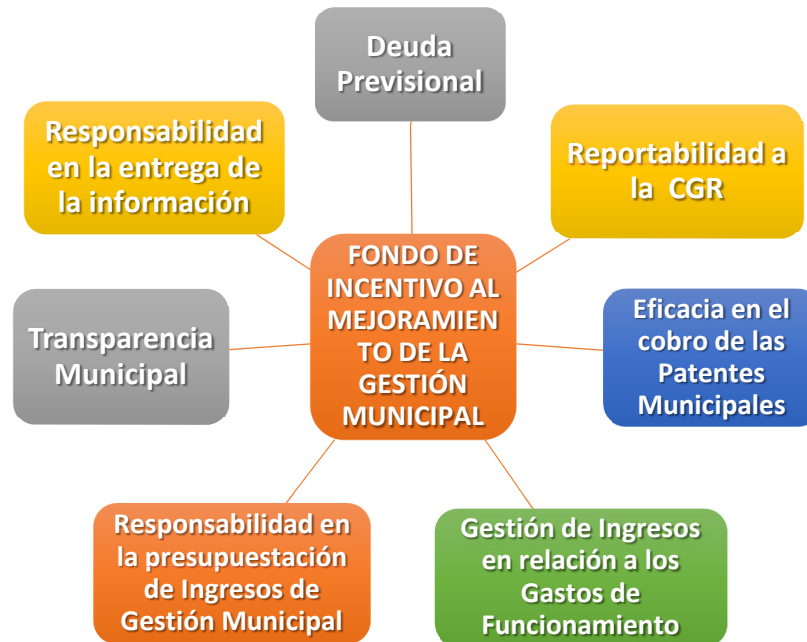 Deuda
Previsional
Responsabilidad
en la entrega de
la información
Reportabilidad a
la CGR
FONDO DE
INCENTIVO AL
MEJORAMIEN
TO DE LA
GESTIÓN
MUNICIPAL
Transparencia
Municipal
Eficacia en el
cobro de las
Patentes
Municipales
Responsabilidad en
la presupuestación
de Ingresos de
Gestión Municipal
Gestión de Ingresos
en relación a los
Gastos de
Funcionamiento